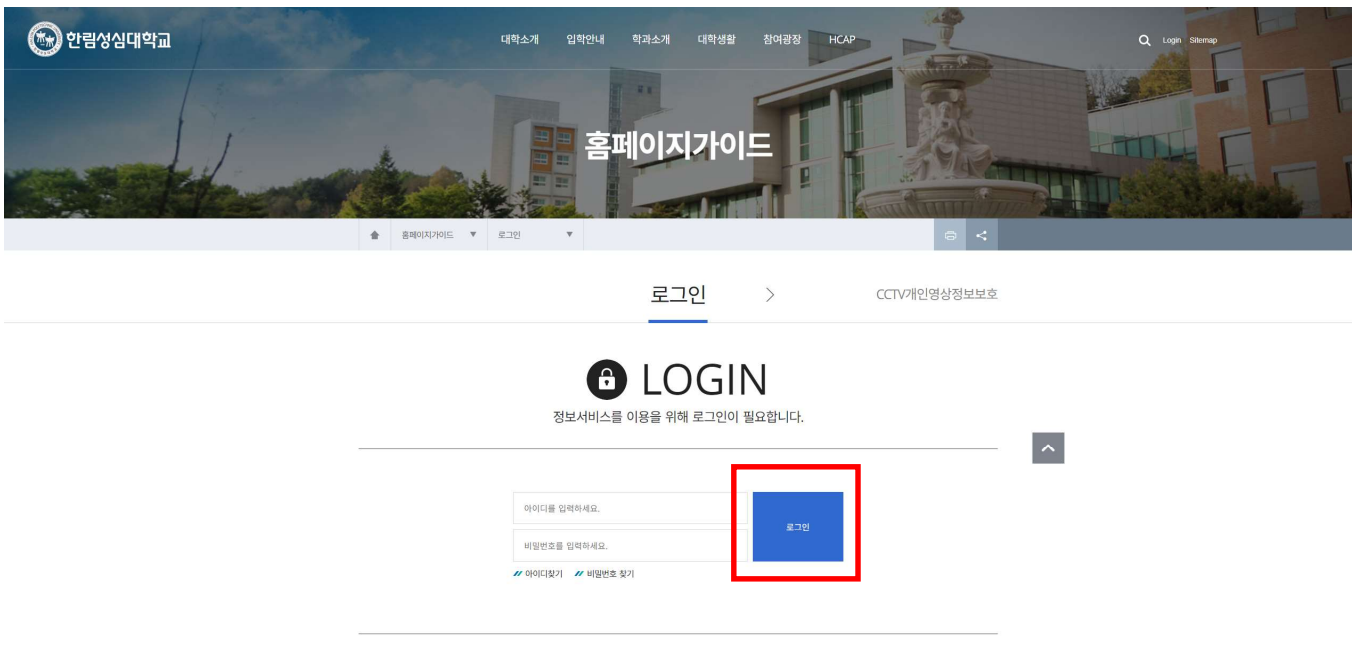 한림성심대학교
대학소개 입학안내 학과소개 대학생활 참여광장 HCAP
Login Sitemap
홈페이지가이드
홈페이지가이드 ▼ 로그인 ▼
로그인 > CCTV개인영상정보보호
LOGIN
정보서비스를 이용을 위해 로그인이 필요합니다.
아이디를 입력하세요.
비밀번호를 입력하세요.
로그인
아이디찾기 비밀번호 찾기